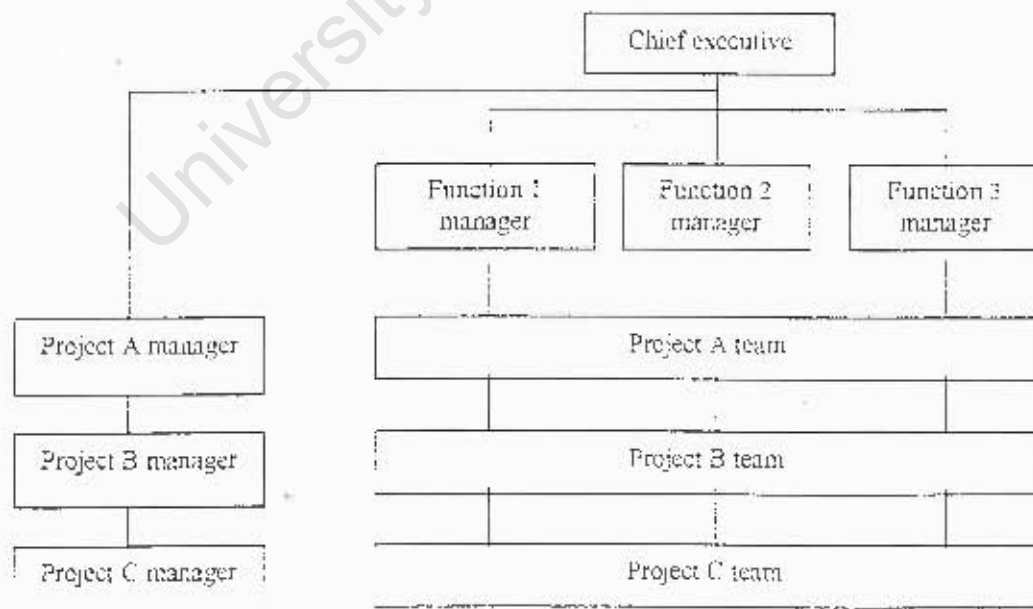 University
Chief executive
Function 1
manager
Function 2
manager
Function 3
manager
Project A manager
Project A team
Project B manager
Project B team
Project C manager
Project C team